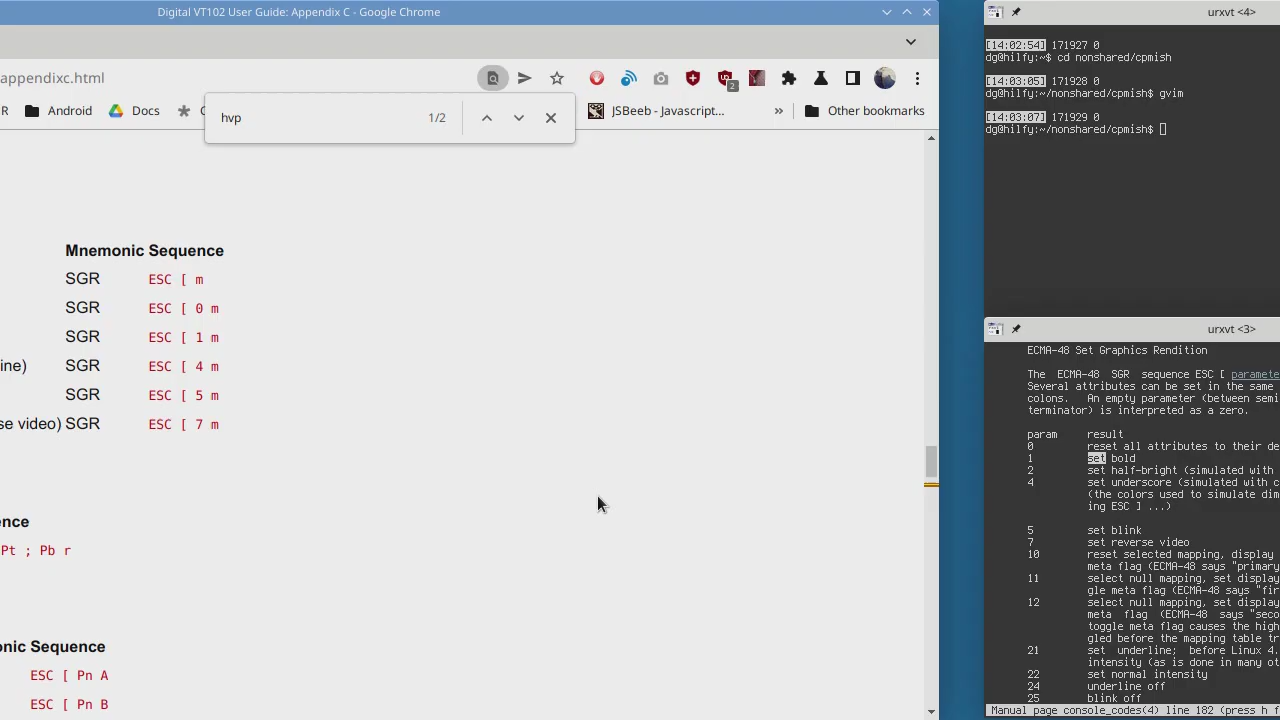 Digital VT102 User Guide: Appendix C - Google Chrome
appendixc.html
2
R Android Docs JSBeeb - Javascript... » Other bookmarks
hvp 1/2
Mnemonic Sequence
SGR ESC [ m
SGR ESC [ 0 m
SGR ESC [ 1 m
ine) SGR ESC [ 4 m
SGR ESC [ 5 m
se video) SGR ESC [ 7 m
ence
Pt ; Pb r
onic Sequence
ESC [ Pn A
ESC [ Pn B
urxvt <4>
[14:02:54] 171927 0
dg@hilfy:~$ cd nonshared/cpmish
[14:03:05] 171928 0
dg@hilfy:~/nonshared/cpmish$ gvim
[14:03:07] 171929 0
dg@hilfy:~/nonshared/cpmish$
urxvt <3>
ECMA-48 Set Graphics Rendition
The ECMA-48 SGR sequence ESC [ paramete
Several attributes can be set in the same
colons. An empty parameter (between semi
terminator) is interpreted as a zero.
param result
0 reset all attributes to their de
1 set bold
2 set half-bright (simulated with
4 set underscore (simulated with c
(the colors used to simulate dim
ing ESC ] ...)
5 set blink
7 set reverse video
10 reset selected mapping, display
meta flag (ECMA-48 says "primary
11 select null mapping, set display
gle meta flag (ECMA-48 says "fir
12 select null mapping, set display
meta flag (ECMA-48 says "seco
toggle meta flag causes the high
gled before the mapping table tr
21 set underline; before Linux 4.
intensity (as is done in many ot
22 set normal intensity
24 underline off
25 blink off
Manual page console_codes(4) line 182 (press h f